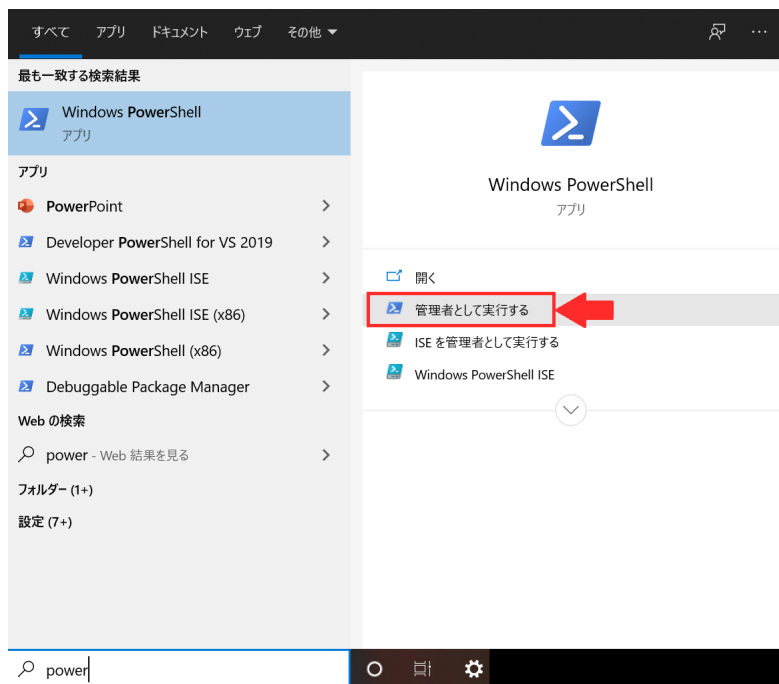 すべて アプリ ドキュメント ウェブ その他
最も一致する検索結果
Windows PowerShell
アプリ
アプリ
PowerPoint
Developer PowerShell for VS 2019
Windows PowerShell ISE
Windows PowerShell ISE (x86)
Windows PowerShell (x86)
Debuggable Package Manager
Web の検索
power - Web 結果を見る
フォルダー (1+)
設定 (7+)
Windows PowerShell
アプリ
開く
管理者として実行する
ISE を管理者として実行する
Windows PowerShell ISE
power